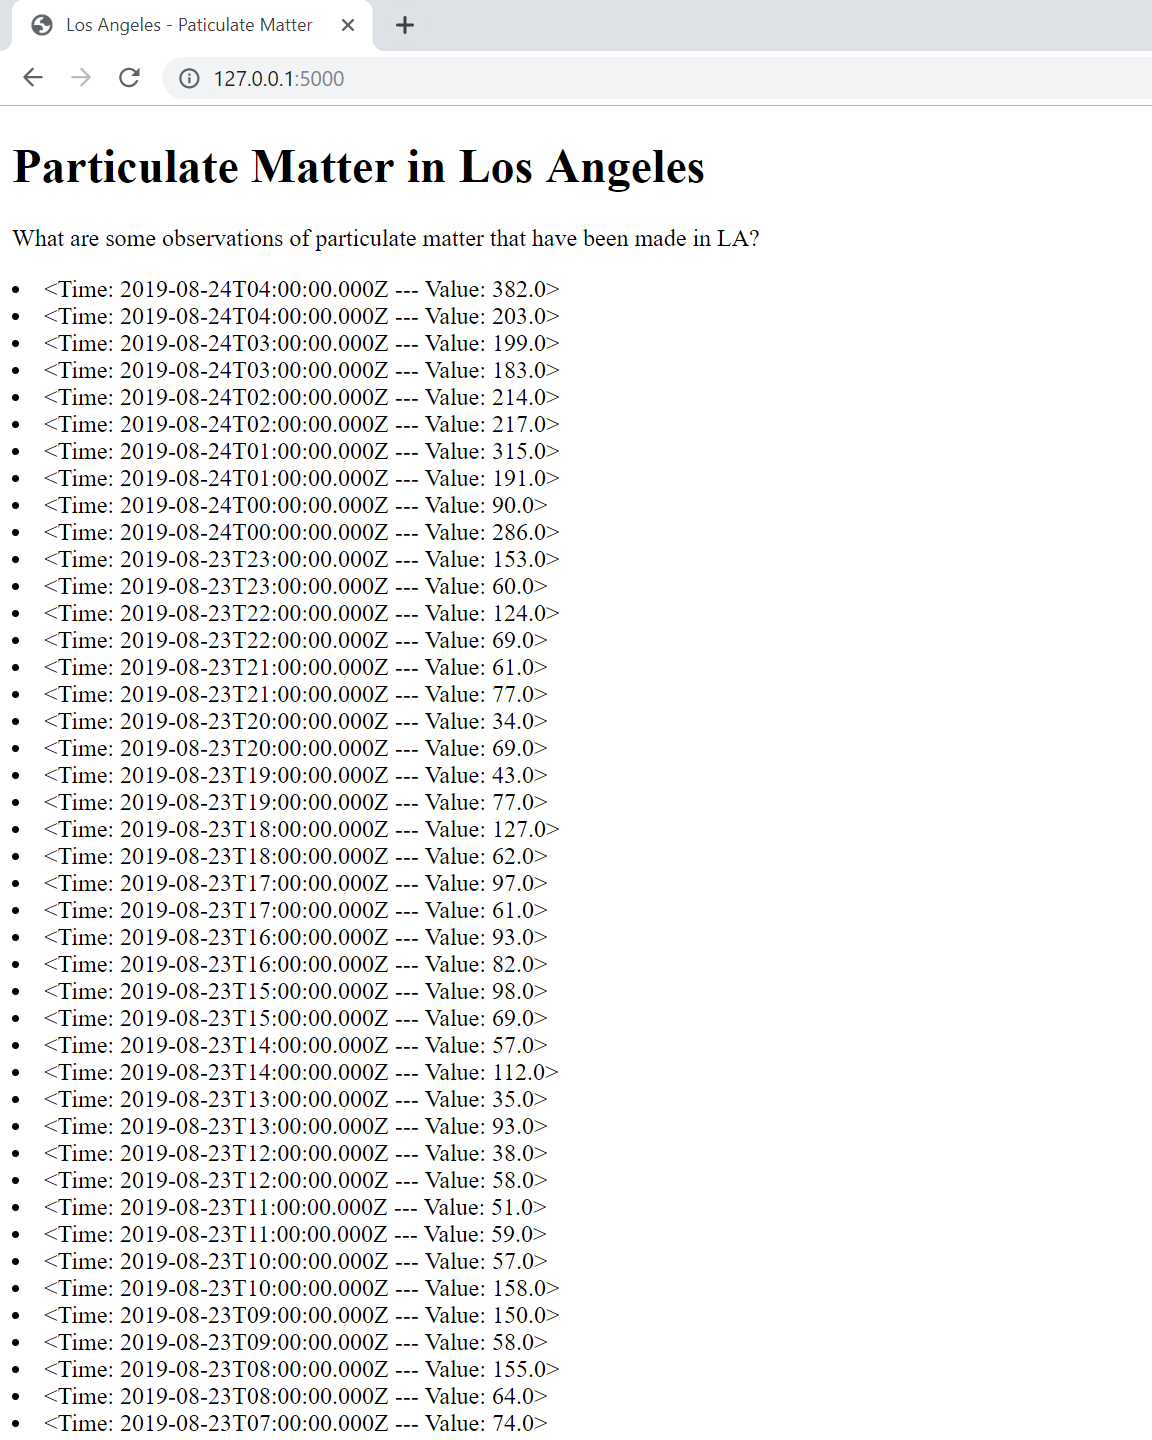 Los Angeles - Paticulate Matter
127.0.0.1:5000
Particulate Matter in Los Angeles
What are some observations of particulate matter that have been made in LA?
<Time: 2019-08-24T04:00:00.000Z --- Value: 382.0>
<Time: 2019-08-24T04:00:00.000Z --- Value: 203.0>
<Time: 2019-08-24T03:00:00.000Z --- Value: 199.0>
<Time: 2019-08-24T03:00:00.000Z --- Value: 183.0>
<Time: 2019-08-24T02:00:00.000Z --- Value: 214.0>
<Time: 2019-08-24T02:00:00.000Z --- Value: 217.0>
<Time: 2019-08-24T01:00:00.000Z --- Value: 315.0>
<Time: 2019-08-24T01:00:00.000Z --- Value: 191.0>
<Time: 2019-08-24T00:00:00.000Z --- Value: 90.0>
<Time: 2019-08-24T00:00:00.000Z --- Value: 286.0>
<Time: 2019-08-23T23:00:00.000Z --- Value: 153.0>
<Time: 2019-08-23T23:00:00.000Z --- Value: 60.0>
<Time: 2019-08-23T22:00:00.000Z --- Value: 124.0>
<Time: 2019-08-23T22:00:00.000Z --- Value: 69.0>
<Time: 2019-08-23T21:00:00.000Z --- Value: 61.0>
<Time: 2019-08-23T21:00:00.000Z --- Value: 77.0>
<Time: 2019-08-23T20:00:00.000Z --- Value: 34.0>
<Time: 2019-08-23T20:00:00.000Z --- Value: 69.0>
<Time: 2019-08-23T19:00:00.000Z --- Value: 43.0>
<Time: 2019-08-23T19:00:00.000Z --- Value: 77.0>
<Time: 2019-08-23T18:00:00.000Z --- Value: 127.0>
<Time: 2019-08-23T18:00:00.000Z --- Value: 62.0>
<Time: 2019-08-23T17:00:00.000Z --- Value: 97.0>
<Time: 2019-08-23T17:00:00.000Z --- Value: 61.0>
<Time: 2019-08-23T16:00:00.000Z --- Value: 93.0>
<Time: 2019-08-23T16:00:00.000Z --- Value: 82.0>
<Time: 2019-08-23T15:00:00.000Z --- Value: 98.0>
<Time: 2019-08-23T15:00:00.000Z --- Value: 69.0>
<Time: 2019-08-23T14:00:00.000Z --- Value: 57.0>
<Time: 2019-08-23T14:00:00.000Z --- Value: 112.0>
<Time: 2019-08-23T13:00:00.000Z --- Value: 35.0>
<Time: 2019-08-23T13:00:00.000Z --- Value: 93.0>
<Time: 2019-08-23T12:00:00.000Z --- Value: 38.0>
<Time: 2019-08-23T12:00:00.000Z --- Value: 58.0>
<Time: 2019-08-23T11:00:00.000Z --- Value: 51.0>
<Time: 2019-08-23T11:00:00.000Z --- Value: 59.0>
<Time: 2019-08-23T10:00:00.000Z --- Value: 57.0>
<Time: 2019-08-23T10:00:00.000Z --- Value: 158.0>
<Time: 2019-08-23T09:00:00.000Z --- Value: 150.0>
<Time: 2019-08-23T09:00:00.000Z --- Value: 58.0>
<Time: 2019-08-23T08:00:00.000Z --- Value: 155.0>
<Time: 2019-08-23T08:00:00.000Z --- Value: 64.0>
<Time: 2019-08-23T07:00:00.000Z --- Value: 74.0>